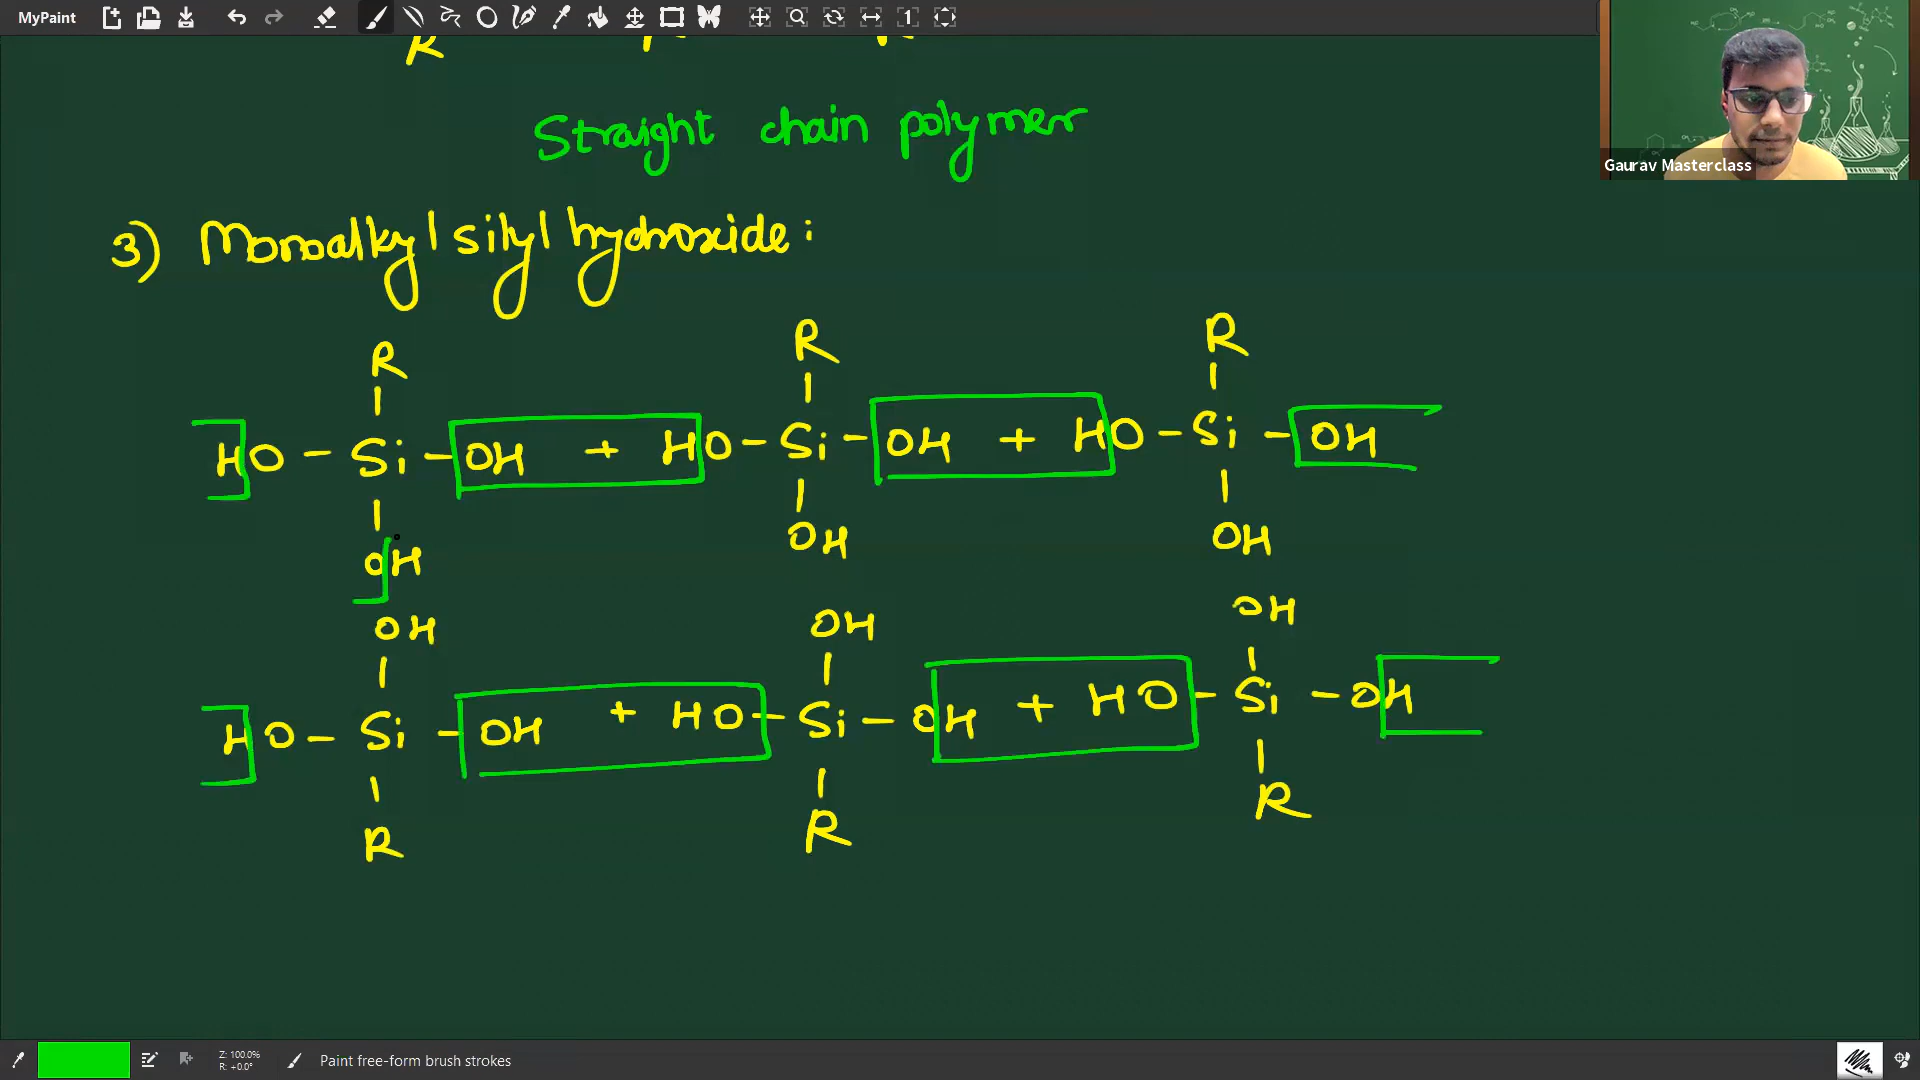 MyPaint
R
Straight chain polymer
Gaurav Masterclass
3) Monoalkyl silyl hydroxide :
R R R
HO - Si - OH + HO - Si - OH + HO - Si - OH
OH OH OH
OH OH OH
HO - Si - OH + HO - Si - OH + HO - Si - OH
R R R
Z: 100.0%
R: +0.0°
Paint free-form brush strokes